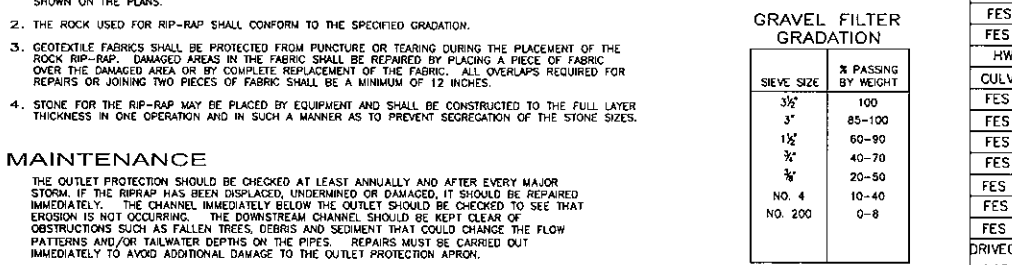 SHOWN ON THE PLANS.
2. THE ROCK USED FOR RIP-RAP SHALL CONFORM TO THE SPECIFIED GRADATION.
3. GEOTEXTILE FABRICS SHALL BE PROTECTED FROM PUNCTURE OR TEARING DURING THE PLACEMENT OF THE
ROCK RIP-RAP. DAMAGED AREAS IN THE FABRIC SHALL BE REPAIRED BY PLACING A PIECE OF FABRIC
OVER THE DAMAGED AREA OR BY COMPLETE REPLACEMENT OF THE FABRIC. ALL OVERLAPS REQUIRED FOR
REPAIRS OR JOINING TWO PIECES OF FABRIC SHALL BE A MINIMUM OF 12 INCHES.
4. STONE FOR THE RIP-RAP MAY BE PLACED BY EQUIPMENT AND SHALL BE CONSTRUCTED TO THE FULL LAYER
THICKNESS IN ONE OPERATION AND IN SUCH A MANNER AS TO PREVENT SEGREGATION OF THE STONE SIZES.
MAINTENANCE
THE OUTLET PROTECTION SHOULD BE CHECKED AT LEAST ANNUALLY AND AFTER EVERY MAJOR
STORM. IF THE RIPRAP HAS BEEN DISPLACED, UNDERMINED OR DAMAGED, IT SHOULD BE REPAIRED
IMMEDIATELY. THE CHANNEL IMMEDIATELY BELOW THE OUTLET SHOULD BE CHECKED TO SEE THAT
EROSION IS NOT OCCURRING. THE DOWNSTREAM CHANNEL SHOULD BE KEPT CLEAR OF
OBSTRUCTIONS SUCH AS FALLEN TREES, DEBRIS AND SEDIMENT THAT COULD CHANGE THE FLOW
PATTERNS AND/OR TAILWATER DEPTHS ON THE PIPES. REPAIRS MUST BE CARRIED OUT
IMMEDIATELY TO AVOID ADDITIONAL DAMAGE TO THE OUTLET PROTECTION APRON.
GRAVEL FILTER
GRADATION
SIEVE SIZE % PASSING BY WEIGHT
3½" 100
3" 85-100
1½" 60-90
¾" 40-70
⅜" 20-50
NO. 4 10-40
NO. 200 0-8
FES
FES
HW
CULV
FES
FES
FES
FES
FES
FES
FES
DRIVE